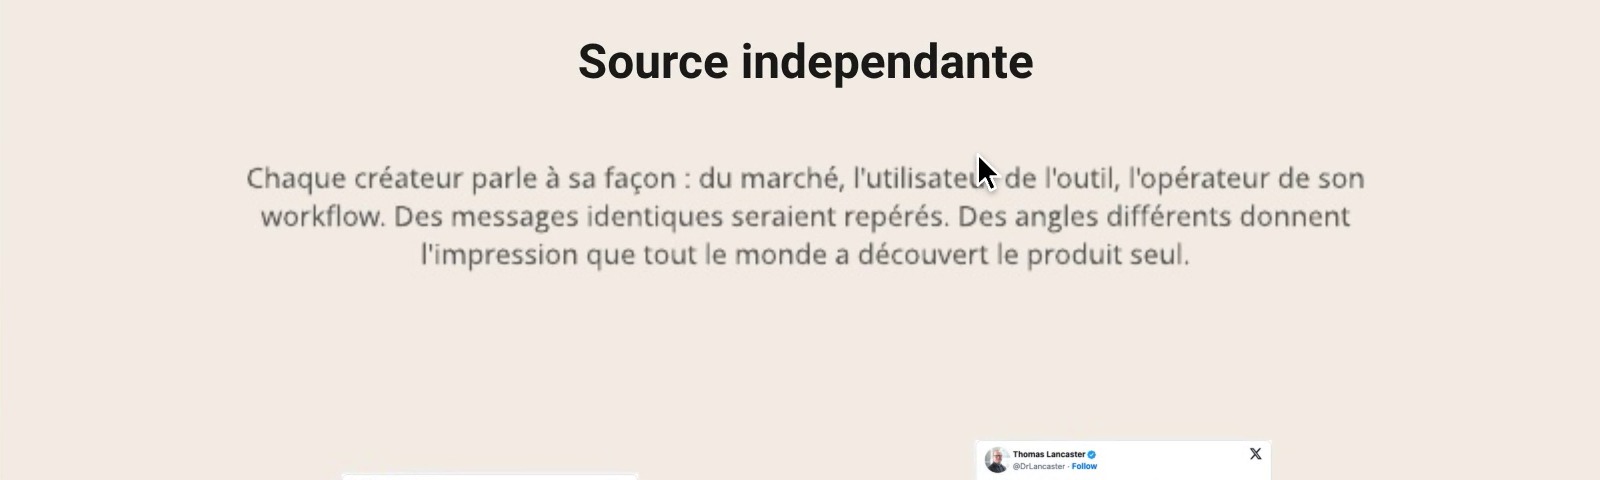 Source independante
Chaque créateur parle à sa façon : du marché, l'utilisateur de l'outil, l'opérateur de son
workflow. Des messages identiques seraient repérés. Des angles différents donnent
l'impression que tout le monde a découvert le produit seul.
Thomas Lancaster
@DrLancaster · Follow